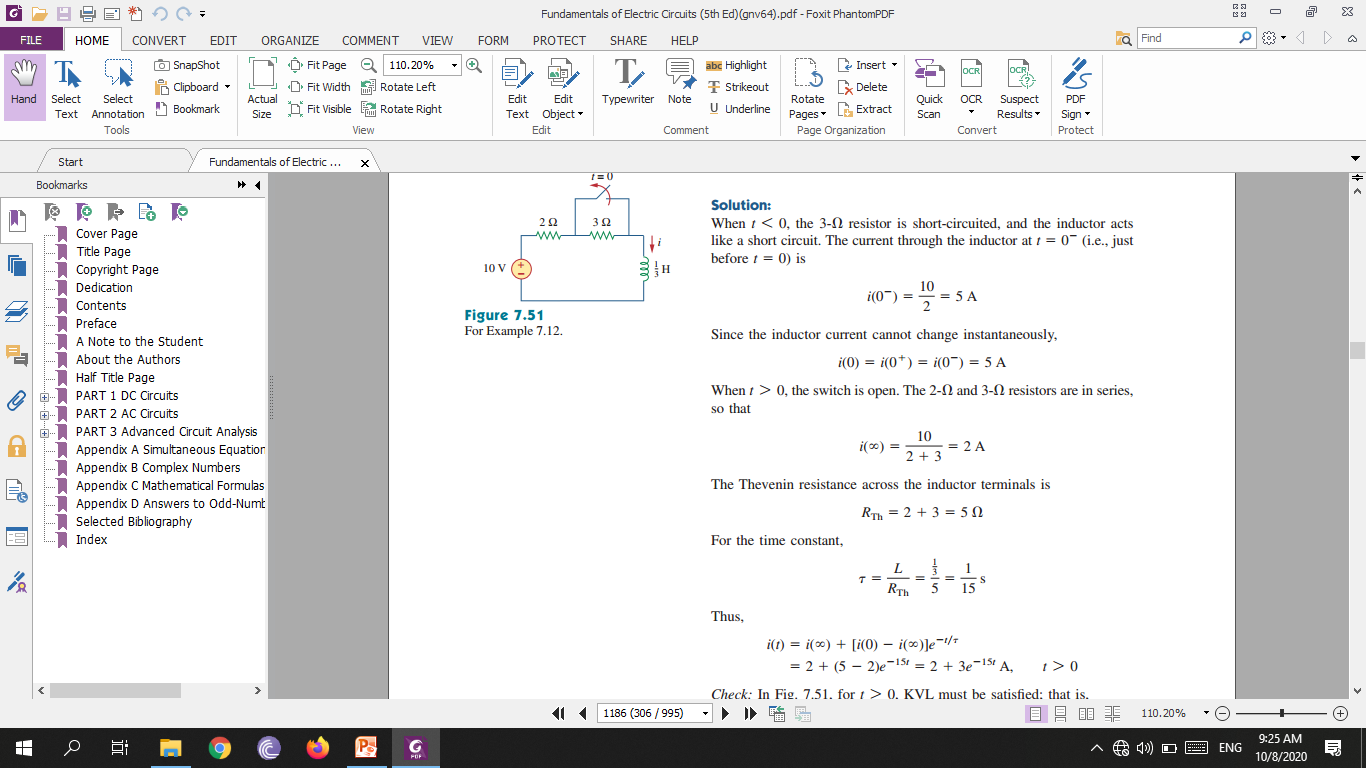 Fundamentals of Electric Circuits (5th Ed)(gnv64).pdf - Foxit PhantomPDF
FILE HOME CONVERT EDIT ORGANIZE COMMENT VIEW FORM PROTECT SHARE HELP Find
Hand
Select Text
Select Annotation
SnapShot
Clipboard
Bookmark
Tools
Actual Size
Fit Page
Fit Width
Fit Visible
110.20%
Rotate Left
Rotate Right
View
Edit Text
Edit Object
Edit
Typewriter
Note
abc Highlight
Strikeout
U Underline
Comment
Rotate Pages
Insert
Delete
Extract
Page Organization
Quick Scan
OCR
OCR
OCR
Suspect Results
Convert
PDF Sign
Protect
Start
Fundamentals of Electric ...
Bookmarks
Cover Page
Title Page
Copyright Page
Dedication
Contents
Preface
A Note to the Student
About the Authors
Half Title Page
PART 1 DC Circuits
PART 2 AC Circuits
PART 3 Advanced Circuit Analysis
Appendix A Simultaneous Equation
Appendix B Complex Numbers
Appendix C Mathematical Formulas
Appendix D Answers to Odd-Numb
Selected Bibliography
Index
t = 0
2 Ω 3 Ω
i
10 V
1/3 H
Figure 7.51
For Example 7.12.
Solution:
When t < 0, the 3-Ω resistor is short-circuited, and the inductor acts
like a short circuit. The current through the inductor at t = 0⁻ (i.e., just
before t = 0) is
i(0⁻) = 10/2 = 5 A
Since the inductor current cannot change instantaneously,
i(0) = i(0⁺) = i(0⁻) = 5 A
When t > 0, the switch is open. The 2-Ω and 3-Ω resistors are in series,
so that
i(∞) = 10/(2 + 3) = 2 A
The Thevenin resistance across the inductor terminals is
R_Th = 2 + 3 = 5 Ω
For the time constant,
τ = L/R_Th = (1/3)/5 = 1/15 s
Thus,
i(t) = i(∞) + [i(0) − i(∞)]e^(−t/τ)
= 2 + (5 − 2)e^(−15t) = 2 + 3e^(−15t) A, t > 0
Check: In Fig. 7.51, for t > 0, KVL must be satisfied; that is,
1186 (306 / 995)
110.20%
ENG
9:25 AM
10/8/2020